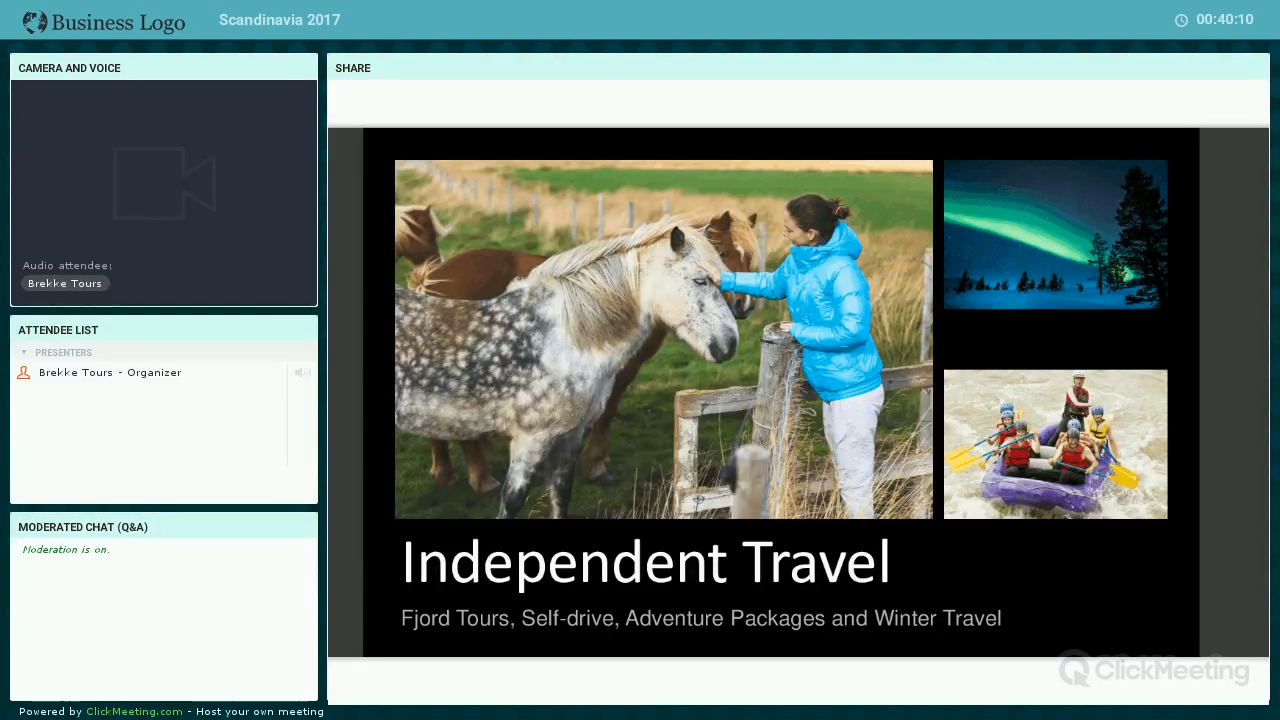 Business Logo
Scandinavia 2017
00:40:10
CAMERA AND VOICE
Audio attendee:
Brekke Tours
ATTENDEE LIST
PRESENTERS
Brekke Tours - Organizer
MODERATED CHAT (Q&A)
Moderation is on.
SHARE
Independent Travel
Fjord Tours, Self-drive, Adventure Packages and Winter Travel
ClickMeeting
Powered by ClickMeeting.com - Host your own meeting